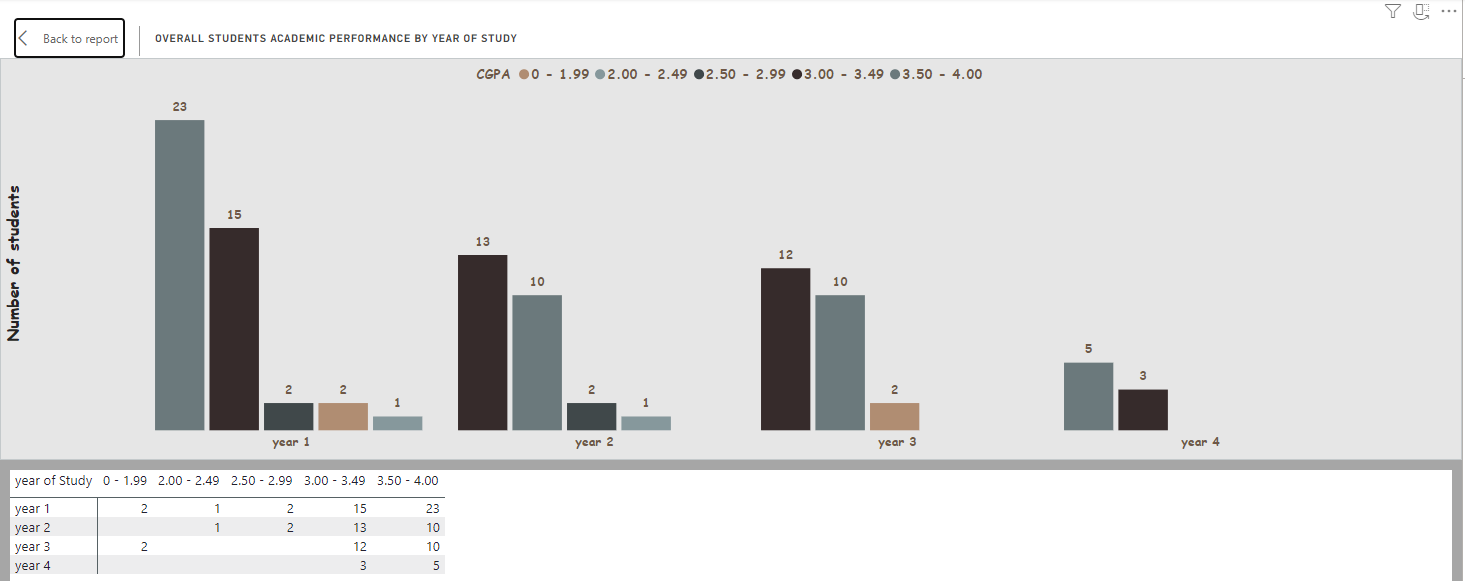 Back to report
OVERALL STUDENTS ACADEMIC PERFORMANCE BY YEAR OF STUDY
CGPA 0 - 1.99 2.00 - 2.49 2.50 - 2.99 3.00 - 3.49 3.50 - 4.00
Number of students
23
15
2
2
1
13
10
2
1
12
10
2
5
3
year 1
year 2
year 3
year 4
year of Study 0 - 1.99 2.00 - 2.49 2.50 - 2.99 3.00 - 3.49 3.50 - 4.00
year 1 2 1 2 15 23
year 2 1 2 13 10
year 3 2 12 10
year 4 3 5